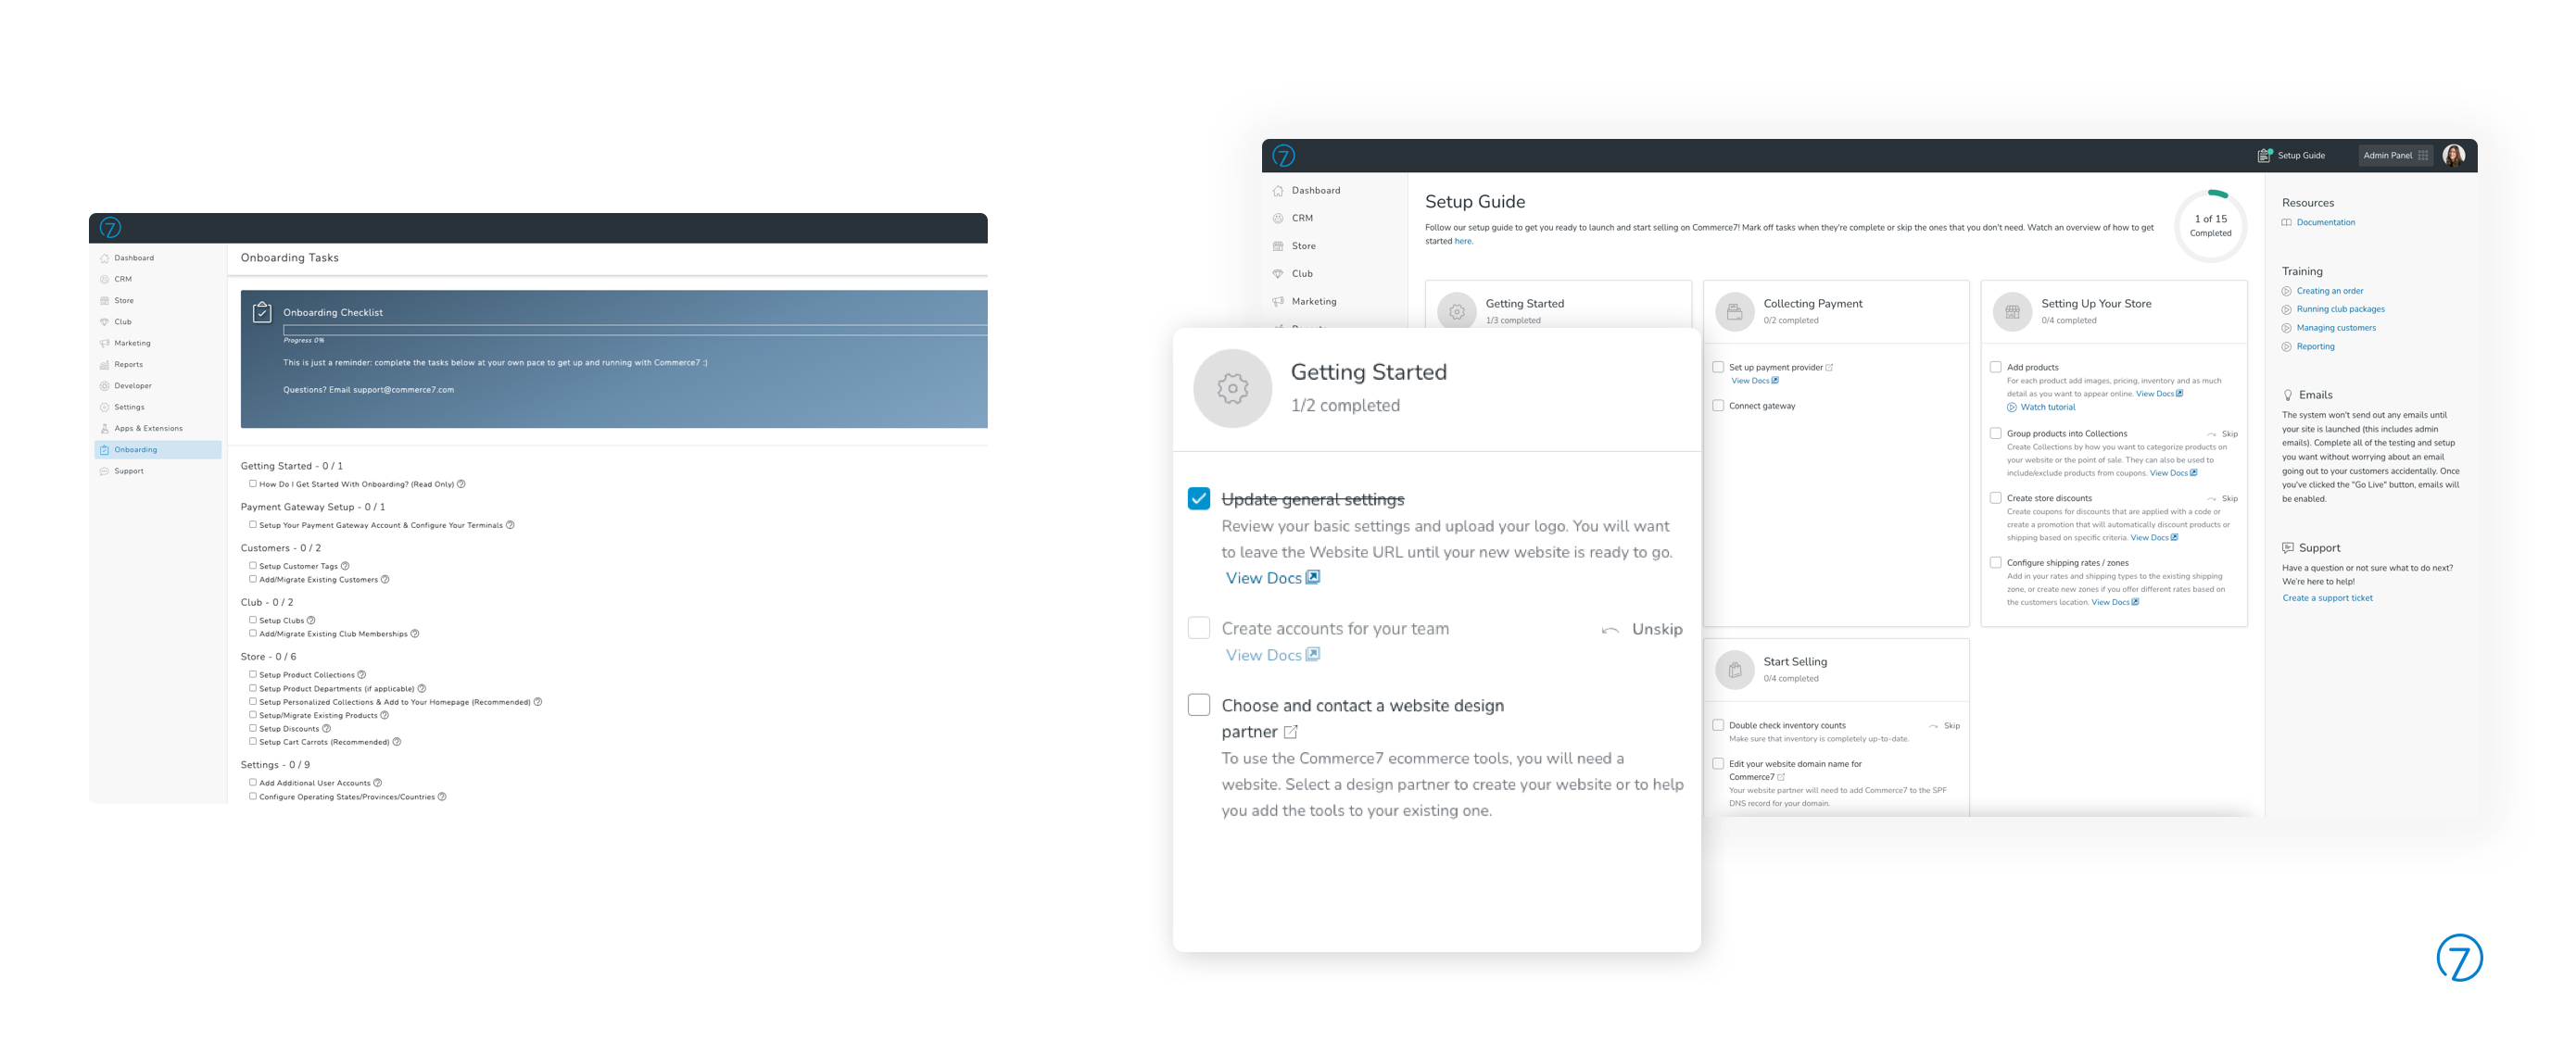 Dashboard
CRM
Store
Club
Marketing
Reports
Developer
Settings
Apps & Extensions
Onboarding
Support
Onboarding Tasks
Onboarding Checklist
Progress 0%
This is just a reminder: complete the tasks below at your own pace to get up and running with Commerce7 :)
Questions? Email support@commerce7.com
Getting Started - 0 / 1
How Do I Get Started With Onboarding? (Read Only)
Payment Gateway Setup - 0 / 1
Setup Your Payment Gateway Account & Configure Your Terminals
Customers - 0 / 2
Setup Customer Tags
Add/Migrate Existing Customers
Club - 0 / 2
Setup Clubs
Add/Migrate Existing Club Memberships
Store - 0 / 6
Setup Product Collections
Setup Product Departments (if applicable)
Setup Personalized Collections & Add to Your Homepage (Recommended)
Setup/Migrate Existing Products
Setup Discounts
Setup Cart Carrots (Recommended)
Settings - 0 / 9
Add Additional User Accounts
Configure Operating States/Provinces/Countries
7
Setup Guide
Admin Panel
Dashboard
CRM
Store
Club
Marketing
Setup Guide
Follow our setup guide to get you ready to launch and start selling on Commerce7! Mark off tasks when they're complete or skip the ones that you don't need. Watch an overview of how to get
started here.
1 of 15
Completed
Getting Started
1/3 completed
Getting Started
1/2 completed
Update general settings
Review your basic settings and upload your logo. You will want
to leave the Website URL until your new website is ready to go.
View Docs
Create accounts for your team
Unskip
View Docs
Choose and contact a website design
partner
To use the Commerce7 ecommerce tools, you will need a
website. Select a design partner to create your website or to help
you add the tools to your existing one.
Collecting Payment
0/2 completed
Set up payment provider
View Docs
Connect gateway
Setting Up Your Store
0/4 completed
Add products
For each product add images, pricing, inventory and as much
detail as you want to appear online. View Docs
Watch tutorial
Group products into Collections
Skip
Create Collections by how you want to categorize products on
your website or the point of sale. They can also be used to
include/exclude products from coupons. View Docs
Create store discounts
Skip
Create coupons for discounts that are applied with a code or
create a promotion that will automatically discount products or
shipping based on specific criteria. View Docs
Configure shipping rates / zones
Add in your rates and shipping types to the existing shipping
zone, or create new zones if you offer different rates based on
the customers location. View Docs
Start Selling
0/4 completed
Double check inventory counts
Skip
Make sure that inventory is completely up-to-date.
Edit your website domain name for
Commerce7
Your website partner will need to add Commerce7 to the SPF
DNS record for your domain.
Resources
Documentation
Training
Creating an order
Running club packages
Managing customers
Reporting
Emails
The system won't send out any emails until
your site is launched (this includes admin
emails). Complete all of the testing and setup
you want without worrying about an email
going out to your customers accidentally. Once
you've clicked the "Go Live" button, emails will
be enabled.
Support
Have a question or not sure what to do next?
We're here to help!
Create a support ticket
7